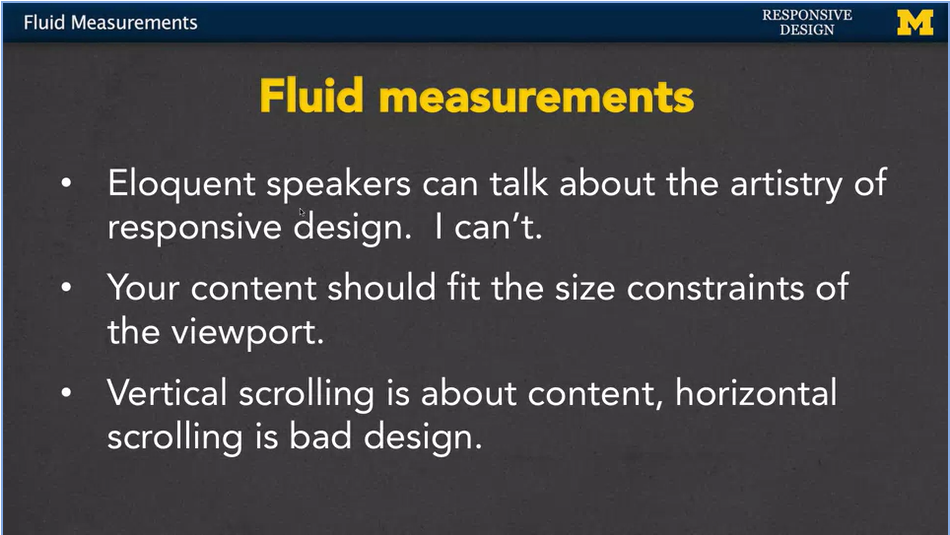 Fluid Measurements
RESPONSIVE
DESIGN
M
Fluid measurements
• Eloquent speakers can talk about the artistry of
responsive design.  I can’t.
• Your content should fit the size constraints of
the viewport.
• Vertical scrolling is about content, horizontal
scrolling is bad design.